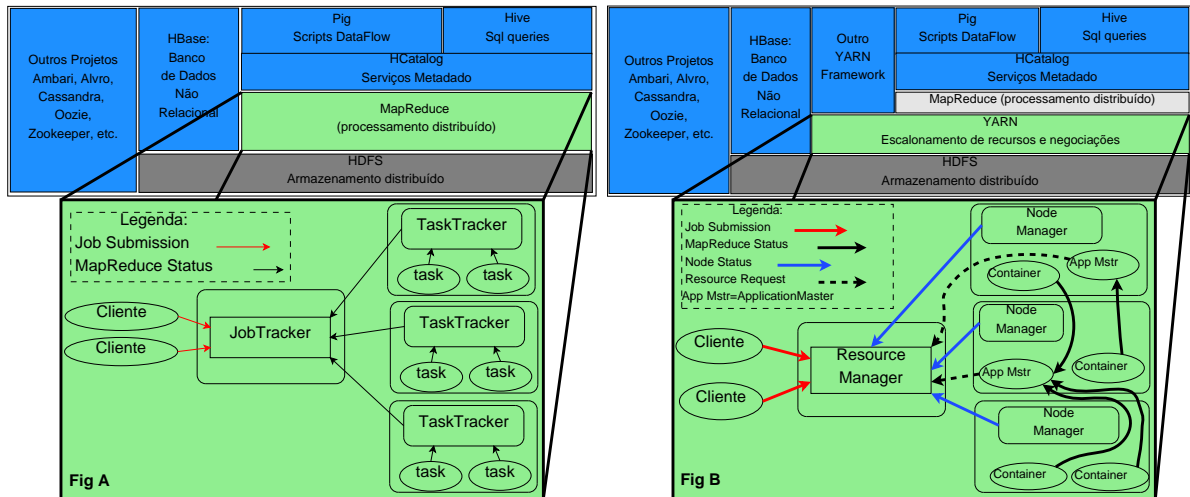 Outros Projetos
Ambari, Alvro,
Cassandra,
Oozie,
Zookeeper, etc.
HBase:
Banco
de Dados
Não
Relacional
Pig
Scripts DataFlow
Hive
Sql queries
HCatalog
Serviços Metadado
MapReduce
(processamento distribuído)
HDFS
Armazenamento distribuído
Legenda:
Job Submission
MapReduce Status
Cliente
Cliente
JobTracker
TaskTracker
task
task
TaskTracker
task
task
TaskTracker
task
task
Fig A
Outros Projetos
Ambari, Alvro,
Cassandra,
Oozie,
Zookeeper, etc.
HBase:
Banco
de Dados
Não
Relacional
Outro
YARN
Framework
Pig
Scripts DataFlow
Hive
Sql queries
HCatalog
Serviços Metadado
MapReduce (processamento distribuído)
YARN
Escalonamento de recursos e negociações
HDFS
Armazenamento distribuído
Legenda:
Job Submission
MapReduce Status
Node Status
Resource Request
App Mstr=ApplicationMaster
Cliente
Cliente
Resource
Manager
Node
Manager
Container
App Mstr
Node
Manager
App Mstr
Container
Node
Manager
Container
Container
Fig B